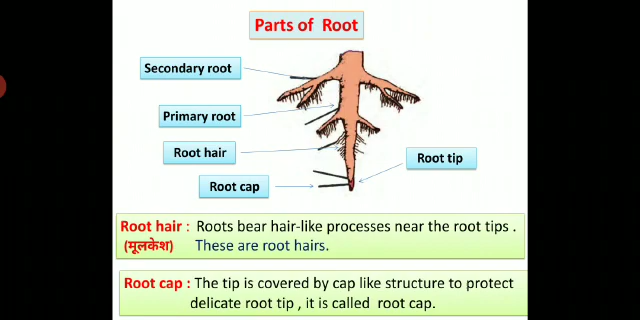 Parts of Root
Secondary root
Primary root
Root hair
Root tip
Root cap
Root hair : Roots bear hair-like processes near the root tips .
(मूलकेश) These are root hairs.
Root cap : The tip is covered by cap like structure to protect
delicate root tip , it is called root cap.